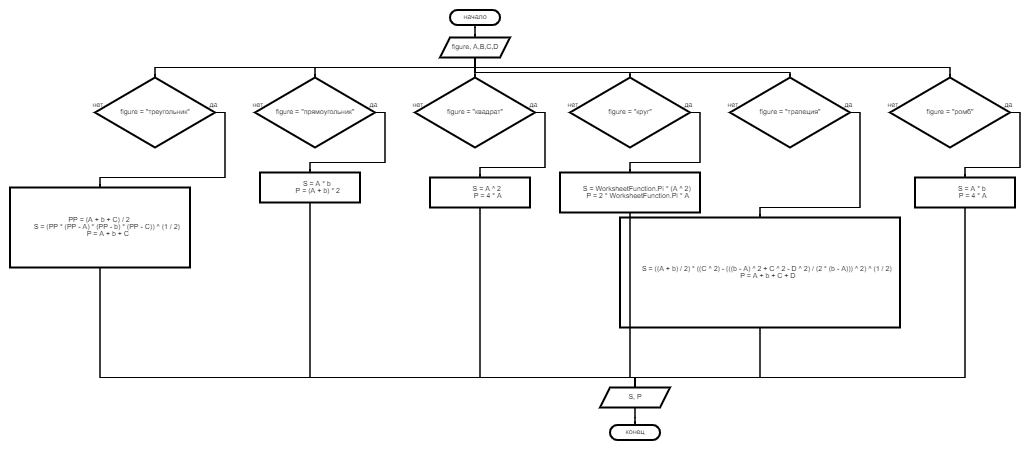 начало
figure, A,B,C,D
нет
figure = "треугольник"
да
нет
figure = "прямоугольник"
да
нет
figure = "квадрат"
да
нет
figure = "круг"
да
нет
figure = "трапеция"
да
нет
figure = "ромб"
да
PP = (A + b + C) / 2
S = (PP * (PP - A) * (PP - b) * (PP - C)) ^ (1 / 2)
P = A + b + C
S = A * b
P = (A + b) * 2
S = A ^ 2
P = 4 * A
S = WorksheetFunction.Pi * (A ^ 2)
P = 2 * WorksheetFunction.Pi * A
S = ((A + b) / 2) * ((C ^ 2) - (((b - A) ^ 2 + C ^ 2 - D ^ 2) / (2 * (b - A))) ^ 2) ^ (1 / 2)
P = A + b + C + D
S = A * b
P = 4 * A
S, P
конец